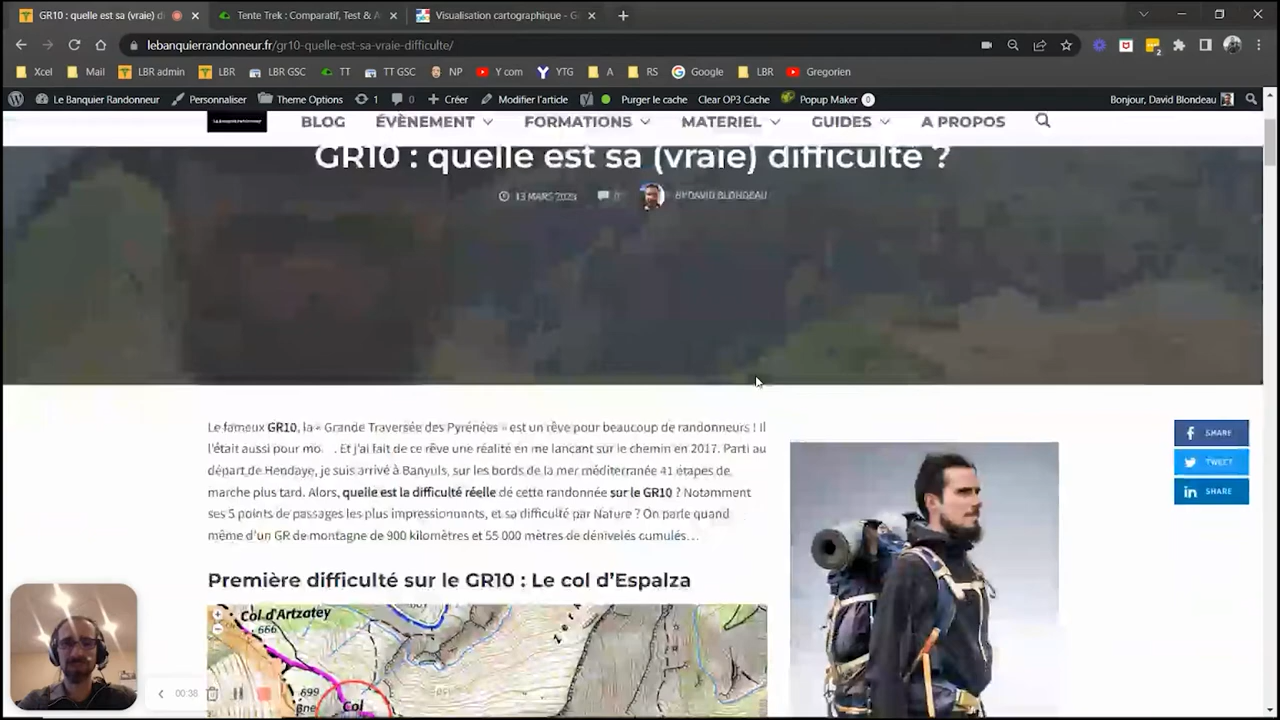 GR10 : quelle est sa (vraie) di
Tente Trek : Comparatif, Test & A
Visualisation cartographique - G
lebanquierrandonneur.fr/gr10-quelle-est-sa-vraie-difficulte/
Xcel Mail LBR admin LBR LBR GSC TT TT GSC NP Y com YTG A RS Google LBR Gregorien
Le Banquier Randonneur Personnaliser Theme Options 1 0 Créer Modifier l'article Purger le cache Clear OP3 Cache Popup Maker 0 Bonjour, David Blondeau
BLOG ÉVÈNEMENT FORMATIONS MATERIEL GUIDES A PROPOS
GR10 : quelle est sa (vraie) difficulté ?
13 MARS 2023 0 BY DAVID BLONDEAU
Le fameux GR10, la « Grande Traversée des Pyrénées » est un rêve pour beaucoup de randonneurs ! Il
l'était aussi pour mo. . Et j'ai fait de ce rêve une réalité en me lancant sur le chemin en 2017. Parti au
départ de Hendaye, je suis arrivé à Banyuls, sur les bords de la mer méditerranée 41 étapes de
marche plus tard. Alors, quelle est la difficulté réelle de cette randonnée sur le GR10 ? Notamment
ses 5 points de passages les plus impressionnants, et sa difficulté par Nature ? On parle quand
même d'un GR de montagne de 900 kilomètres et 55 000 mètres de dénivelés cumulés…
SHARE
TWEET
SHARE
Première difficulté sur le GR10 : Le col d'Espalza
Col d'Artzatey
666
699
Bne
Col
00:38